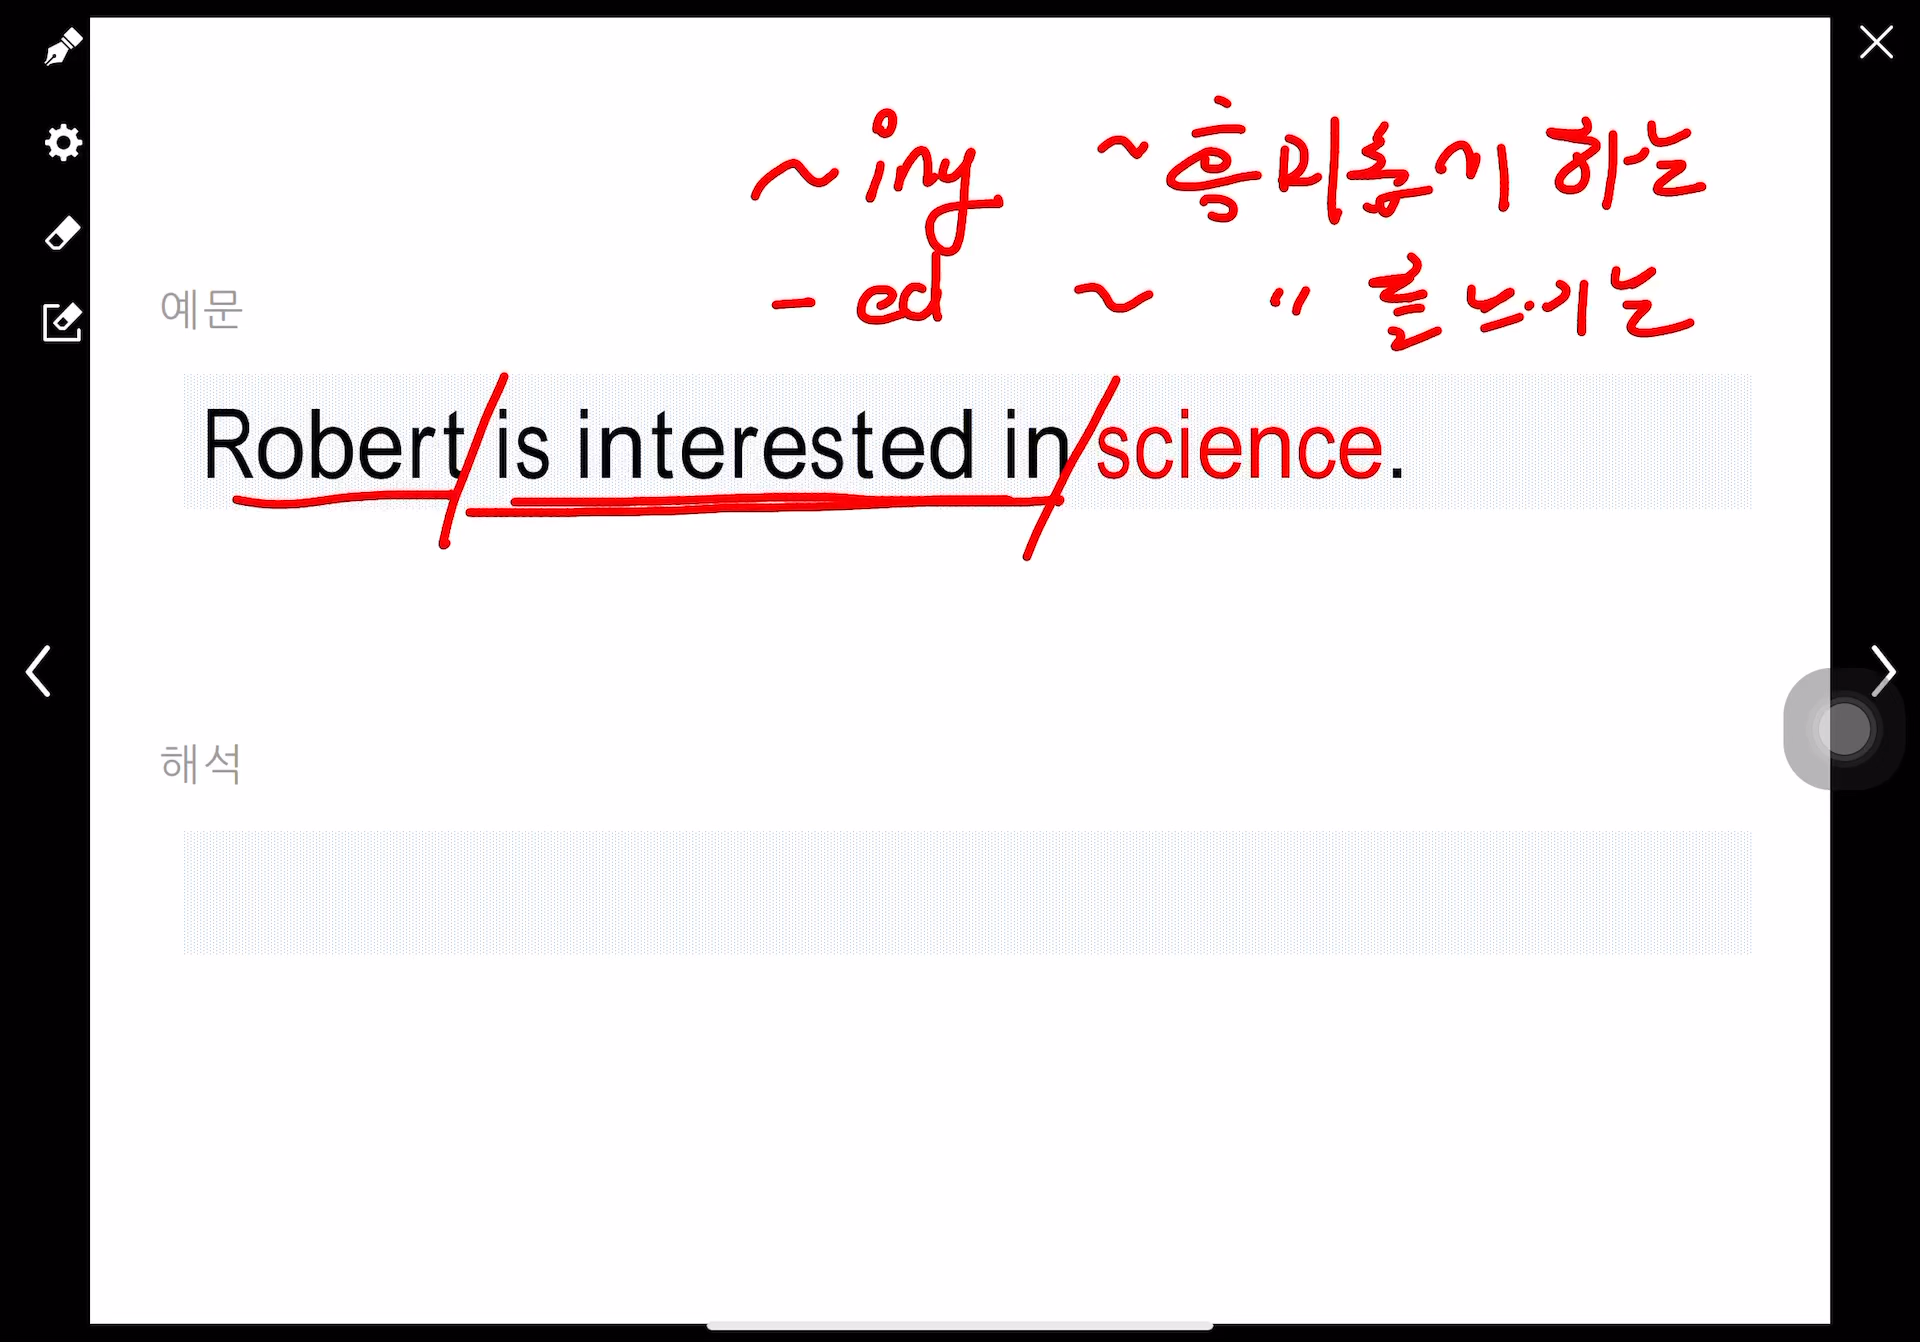 ~ing ~흥미롭게 하는
예문
- ed ~ " 를 느끼는
Robert / is interested in / science.
해석